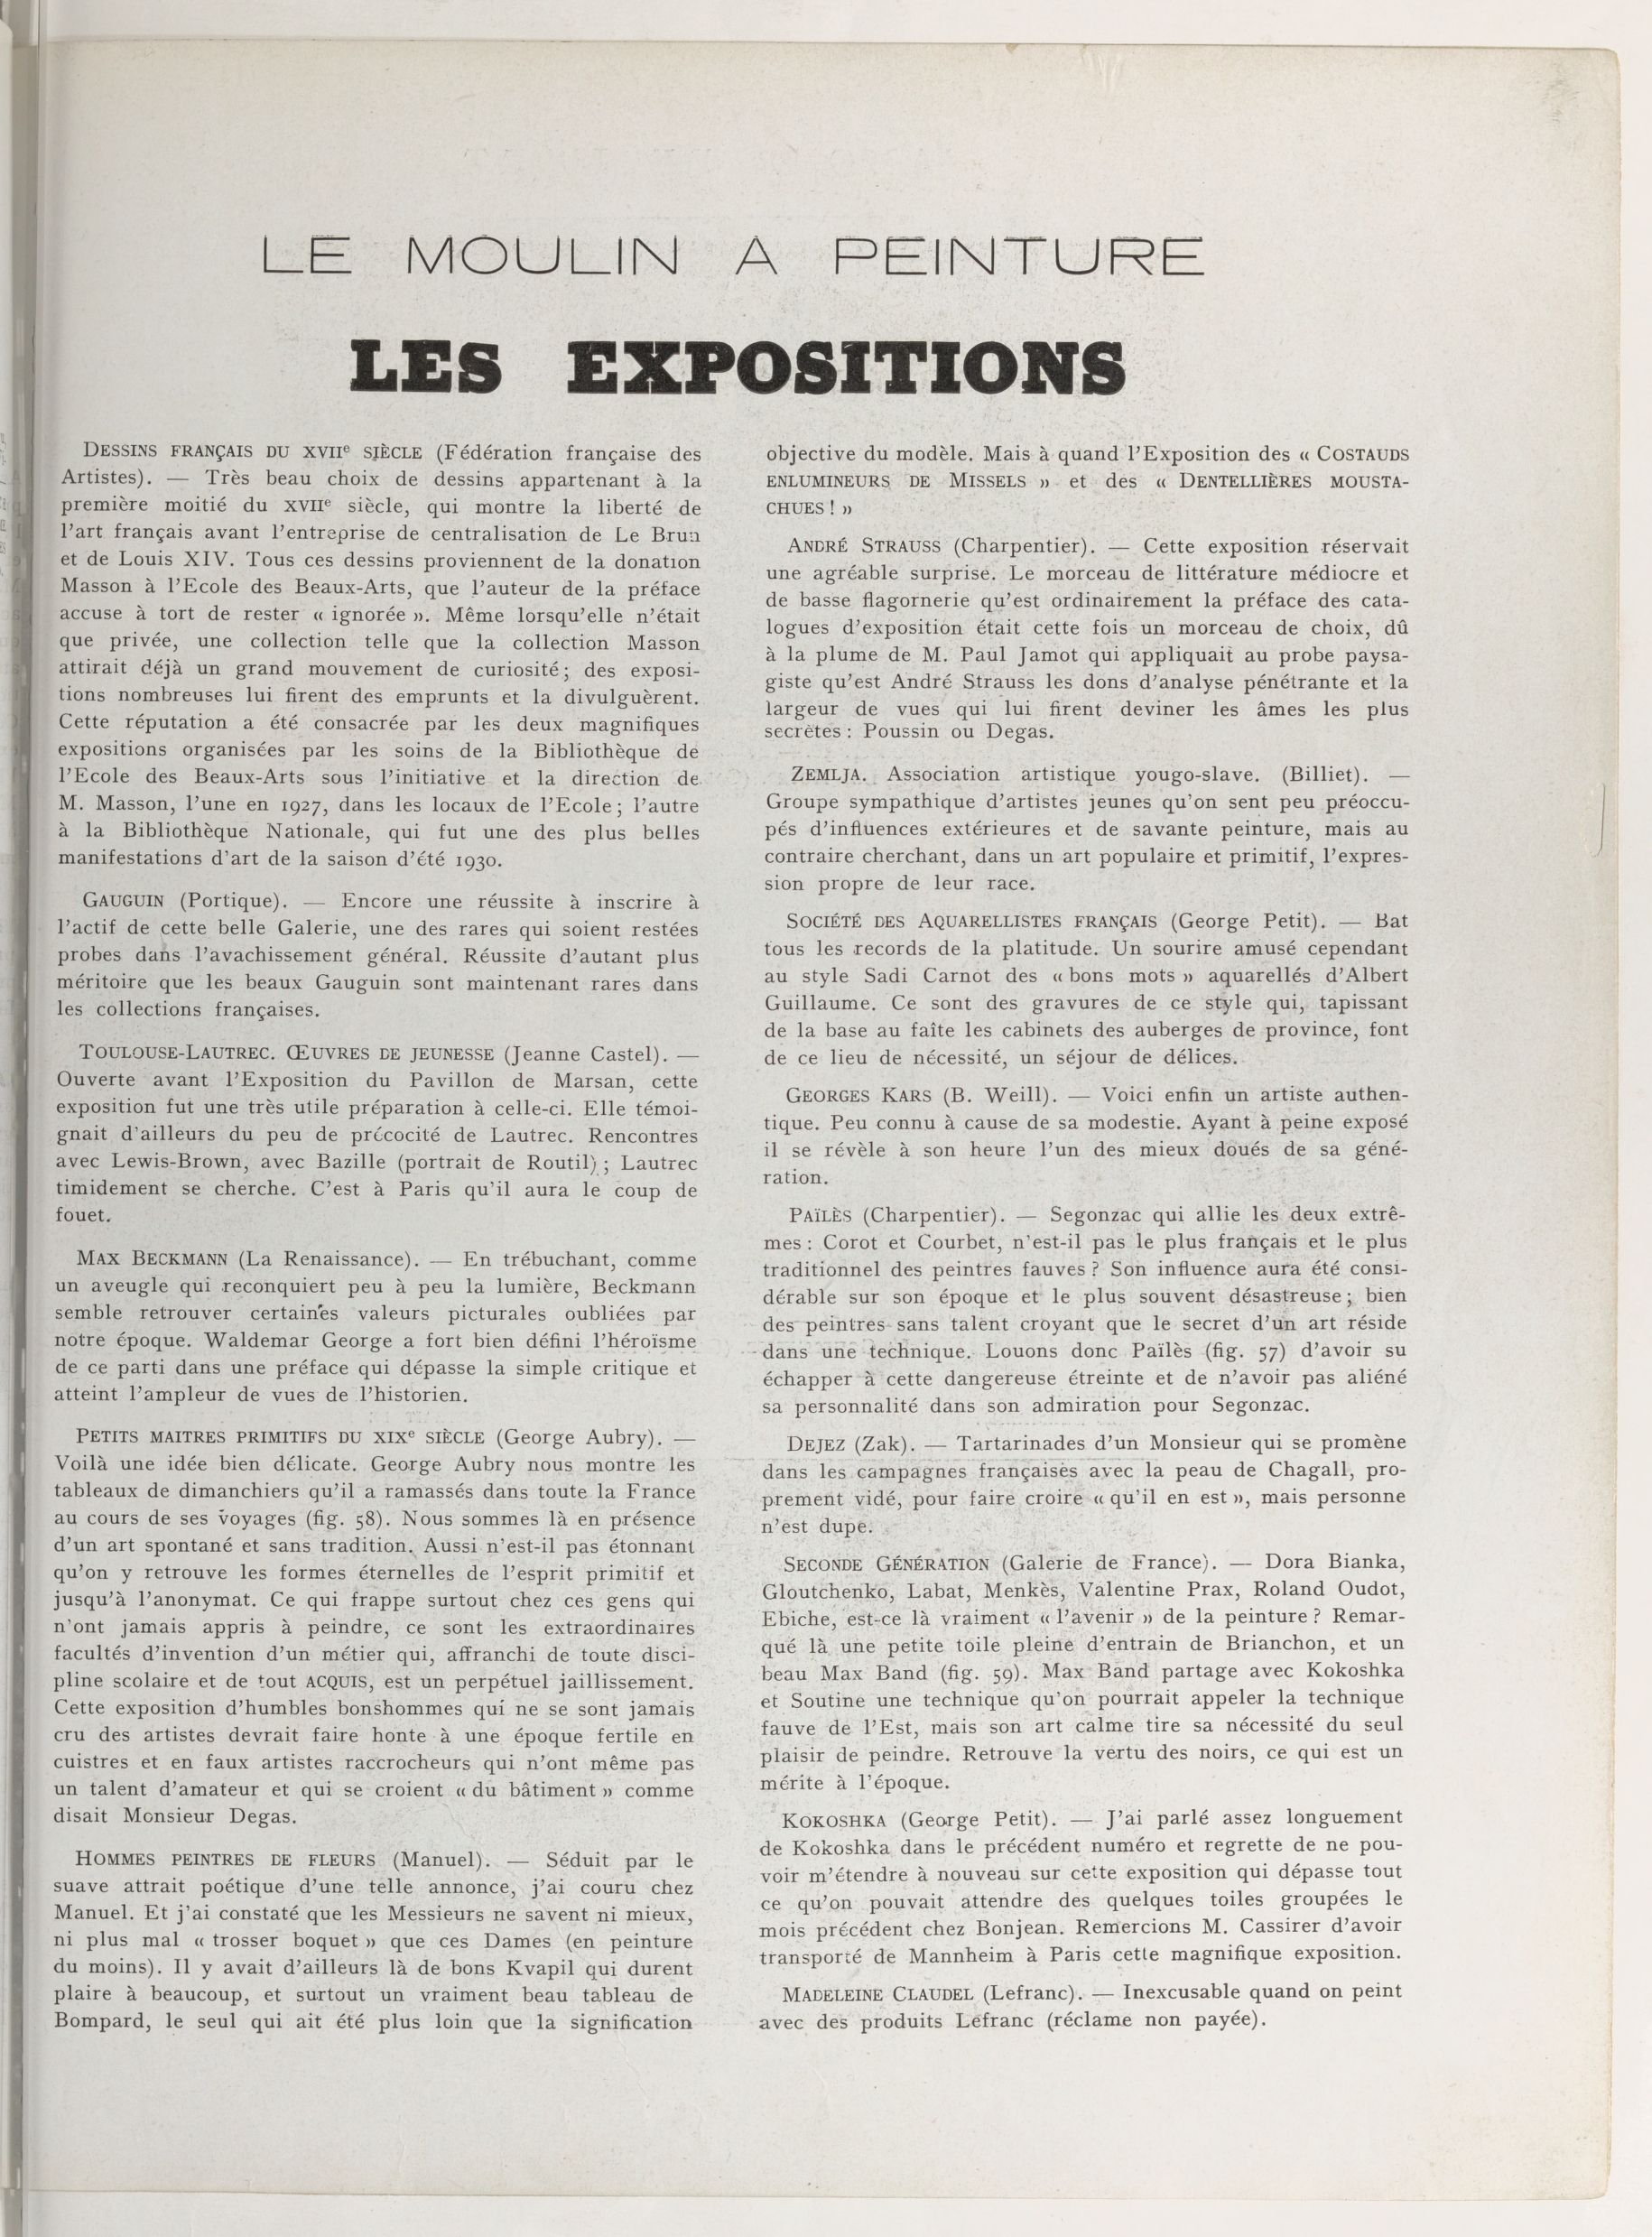 LE MOULIN A PEINTURE
LES EXPOSITIONS
DESSINS FRANÇAIS DU XVIIe SIÈCLE (Fédération française des
Artistes). — Très beau choix de dessins appartenant à la
première moitié du XVIIe siècle, qui montre la liberté de
l'art français avant l'entreprise de centralisation de Le Brun
et de Louis XIV. Tous ces dessins proviennent de la donation
Masson à l'Ecole des Beaux-Arts, que l'auteur de la préface
accuse à tort de rester « ignorée ». Même lorsqu'elle n'était
que privée, une collection telle que la collection Masson
attirait déjà un grand mouvement de curiosité; des exposi-
tions nombreuses lui firent des emprunts et la divulguèrent.
Cette réputation a été consacrée par les deux magnifiques
expositions organisées par les soins de la Bibliothèque de
l'Ecole des Beaux-Arts sous l'initiative et la direction de
M. Masson, l'une en 1927, dans les locaux de l'Ecole; l'autre
à la Bibliothèque Nationale, qui fut une des plus belles
manifestations d'art de la saison d'été 1930.
GAUGUIN (Portique). — Encore une réussite à inscrire à
l'actif de cette belle Galerie, une des rares qui soient restées
probes dans l'avachissement général. Réussite d'autant plus
méritoire que les beaux Gauguin sont maintenant rares dans
les collections françaises.
TOULOUSE-LAUTREC. ŒUVRES DE JEUNESSE (Jeanne Castel). —
Ouverte avant l'Exposition du Pavillon de Marsan, cette
exposition fut une très utile préparation à celle-ci. Elle témoi-
gnait d'ailleurs du peu de précocité de Lautrec. Rencontres
avec Lewis-Brown, avec Bazille (portrait de Routil); Lautrec
timidement se cherche. C'est à Paris qu'il aura le coup de
fouet.
MAX BECKMANN (La Renaissance). — En trébuchant, comme
un aveugle qui reconquiert peu à peu la lumière, Beckmann
semble retrouver certaines valeurs picturales oubliées par
notre époque. Waldemar George a fort bien défini l'héroïsme
de ce parti dans une préface qui dépasse la simple critique et
atteint l'ampleur de vues de l'historien.
PETITS MAITRES PRIMITIFS DU XIXe SIÈCLE (George Aubry). —
Voilà une idée bien délicate. George Aubry nous montre les
tableaux de dimanchiers qu'il a ramassés dans toute la France
au cours de ses voyages (fig. 58). Nous sommes là en présence
d'un art spontané et sans tradition. Aussi n'est-il pas étonnant
qu'on y retrouve les formes éternelles de l'esprit primitif et
jusqu'à l'anonymat. Ce qui frappe surtout chez ces gens qui
n'ont jamais appris à peindre, ce sont les extraordinaires
facultés d'invention d'un métier qui, affranchi de toute disci-
pline scolaire et de tout ACQUIS, est un perpétuel jaillissement.
Cette exposition d'humbles bonshommes qui ne se sont jamais
cru des artistes devrait faire honte à une époque fertile en
cuistres et en faux artistes raccrocheurs qui n'ont même pas
un talent d'amateur et qui se croient « du bâtiment » comme
disait Monsieur Degas.
HOMMES PEINTRES DE FLEURS (Manuel). — Séduit par le
suave attrait poétique d'une telle annonce, j'ai couru chez
Manuel. Et j'ai constaté que les Messieurs ne savent ni mieux,
ni plus mal « trosser boquet » que ces Dames (en peinture
du moins). Il y avait d'ailleurs là de bons Kvapil qui durent
plaire à beaucoup, et surtout un vraiment beau tableau de
Bompard, le seul qui ait été plus loin que la signification
objective du modèle. Mais à quand l'Exposition des « COSTAUDS
ENLUMINEURS DE MISSELS » et des « DENTELLIÈRES MOUSTA-
CHUES ! »
ANDRÉ STRAUSS (Charpentier). — Cette exposition réservait
une agréable surprise. Le morceau de littérature médiocre et
de basse flagornerie qu'est ordinairement la préface des cata-
logues d'exposition était cette fois un morceau de choix, dû
à la plume de M. Paul Jamot qui appliquait au probe paysa-
giste qu'est André Strauss les dons d'analyse pénétrante et la
largeur de vues qui lui firent deviner les âmes les plus
secrètes : Poussin ou Degas.
ZEMLJA. Association artistique yougo-slave. (Billiet). —
Groupe sympathique d'artistes jeunes qu'on sent peu préoccu-
pés d'influences extérieures et de savante peinture, mais au
contraire cherchant, dans un art populaire et primitif, l'expres-
sion propre de leur race.
SOCIÉTÉ DES AQUARELLISTES FRANÇAIS (George Petit). — Bat
tous les records de la platitude. Un sourire amusé cependant
au style Sadi Carnot des « bons mots » aquarellés d'Albert
Guillaume. Ce sont des gravures de ce style qui, tapissant
de la base au faîte les cabinets des auberges de province, font
de ce lieu de nécessité, un séjour de délices.
GEORGES KARS (B. Weill). — Voici enfin un artiste authen-
tique. Peu connu à cause de sa modestie. Ayant à peine exposé
il se révèle à son heure l'un des mieux doués de sa géné-
ration.
PAÏLÈS (Charpentier). — Segonzac qui allie les deux extrê-
mes : Corot et Courbet, n'est-il pas le plus français et le plus
traditionnel des peintres fauves ? Son influence aura été consi-
dérable sur son époque et le plus souvent désastreuse; bien
des peintres sans talent croyant que le secret d'un art réside
dans une technique. Louons donc Païlès (fig. 57) d'avoir su
échapper à cette dangereuse étreinte et de n'avoir pas aliéné
sa personnalité dans son admiration pour Segonzac.
DEJEZ (Zak). — Tartarinades d'un Monsieur qui se promène
dans les campagnes françaises avec la peau de Chagall, pro-
prement vidé, pour faire croire « qu'il en est », mais personne
n'est dupe.
SECONDE GÉNÉRATION (Galerie de France). — Dora Bianka,
Gloutchenko, Labat, Menkès, Valentine Prax, Roland Oudot,
Ebiche, est-ce là vraiment « l'avenir » de la peinture ? Remar-
qué là une petite toile pleine d'entrain de Brianchon, et un
beau Max Band (fig. 59). Max Band partage avec Kokoshka
et Soutine une technique qu'on pourrait appeler la technique
fauve de l'Est, mais son art calme tire sa nécessité du seul
plaisir de peindre. Retrouve la vertu des noirs, ce qui est un
mérite à l'époque.
KOKOSHKA (George Petit). — J'ai parlé assez longuement
de Kokoshka dans le précédent numéro et regrette de ne pou-
voir m'étendre à nouveau sur cette exposition qui dépasse tout
ce qu'on pouvait attendre des quelques toiles groupées le
mois précédent chez Bonjean. Remercions M. Cassirer d'avoir
transporté de Mannheim à Paris cette magnifique exposition.
MADELEINE CLAUDEL (Lefranc). — Inexcusable quand on peint
avec des produits Lefranc (réclame non payée).